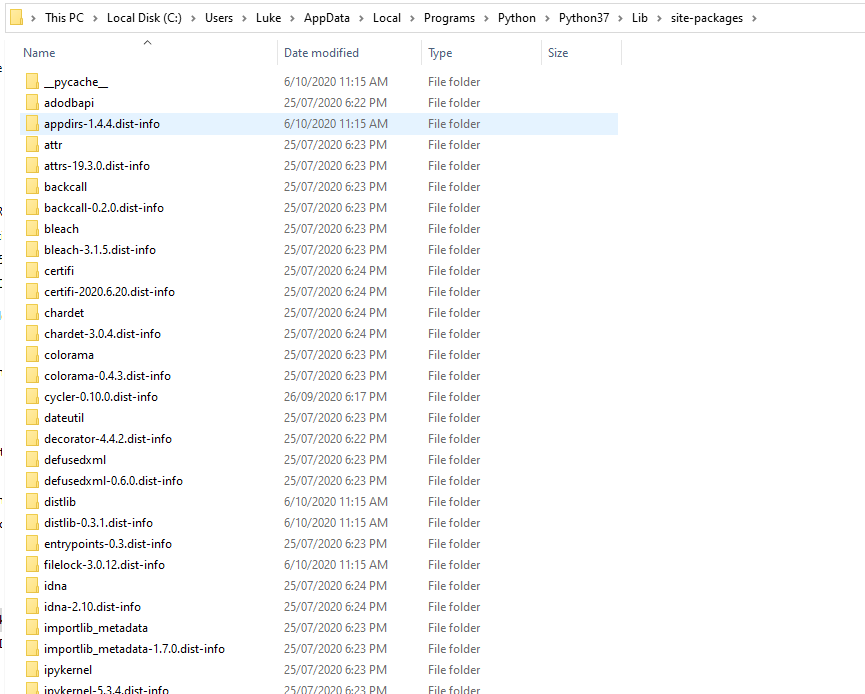 This PC > Local Disk (C:) > Users > Luke > AppData > Local > Programs > Python > Python37 > Lib > site-packages >
Name Date modified Type Size
__pycache__ 6/10/2020 11:15 AM File folder
adodbapi 25/07/2020 6:22 PM File folder
appdirs-1.4.4.dist-info 6/10/2020 11:15 AM File folder
attr 25/07/2020 6:23 PM File folder
attrs-19.3.0.dist-info 25/07/2020 6:23 PM File folder
backcall 25/07/2020 6:23 PM File folder
backcall-0.2.0.dist-info 25/07/2020 6:23 PM File folder
bleach 25/07/2020 6:23 PM File folder
bleach-3.1.5.dist-info 25/07/2020 6:23 PM File folder
certifi 25/07/2020 6:24 PM File folder
certifi-2020.6.20.dist-info 25/07/2020 6:24 PM File folder
chardet 25/07/2020 6:24 PM File folder
chardet-3.0.4.dist-info 25/07/2020 6:24 PM File folder
colorama 25/07/2020 6:23 PM File folder
colorama-0.4.3.dist-info 25/07/2020 6:23 PM File folder
cycler-0.10.0.dist-info 26/09/2020 6:17 PM File folder
dateutil 25/07/2020 6:23 PM File folder
decorator-4.4.2.dist-info 25/07/2020 6:22 PM File folder
defusedxml 25/07/2020 6:23 PM File folder
defusedxml-0.6.0.dist-info 25/07/2020 6:23 PM File folder
distlib 6/10/2020 11:15 AM File folder
distlib-0.3.1.dist-info 6/10/2020 11:15 AM File folder
entrypoints-0.3.dist-info 25/07/2020 6:23 PM File folder
filelock-3.0.12.dist-info 6/10/2020 11:15 AM File folder
idna 25/07/2020 6:24 PM File folder
idna-2.10.dist-info 25/07/2020 6:24 PM File folder
importlib_metadata 25/07/2020 6:23 PM File folder
importlib_metadata-1.7.0.dist-info 25/07/2020 6:23 PM File folder
ipykernel 25/07/2020 6:23 PM File folder
ipykernel-5.3.4.dist-info 25/07/2020 6:23 PM File folder